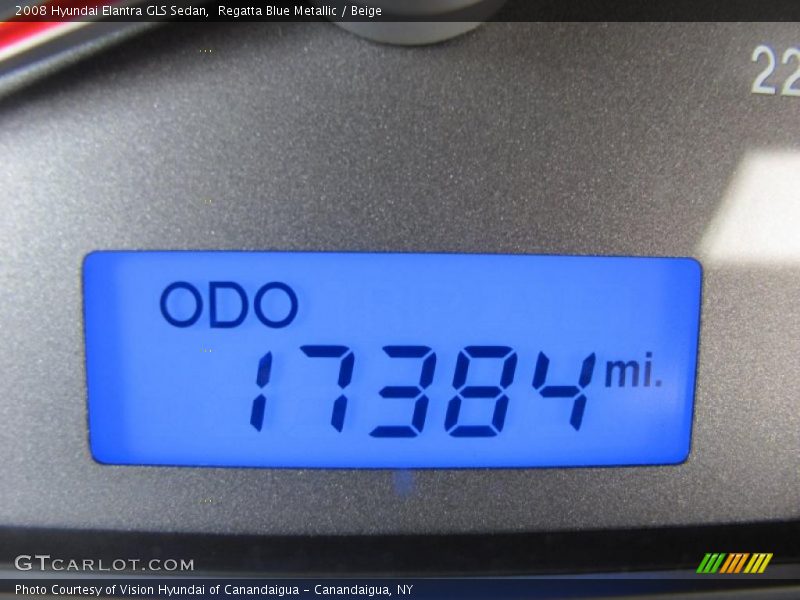 2008 Hyundai Elantra GLS Sedan,  Regatta Blue Metallic / Beige
22
ODO
17384 mi.
GTCARLOT.COM
Photo Courtesy of Vision Hyundai of Canandaigua - Canandaigua, NY